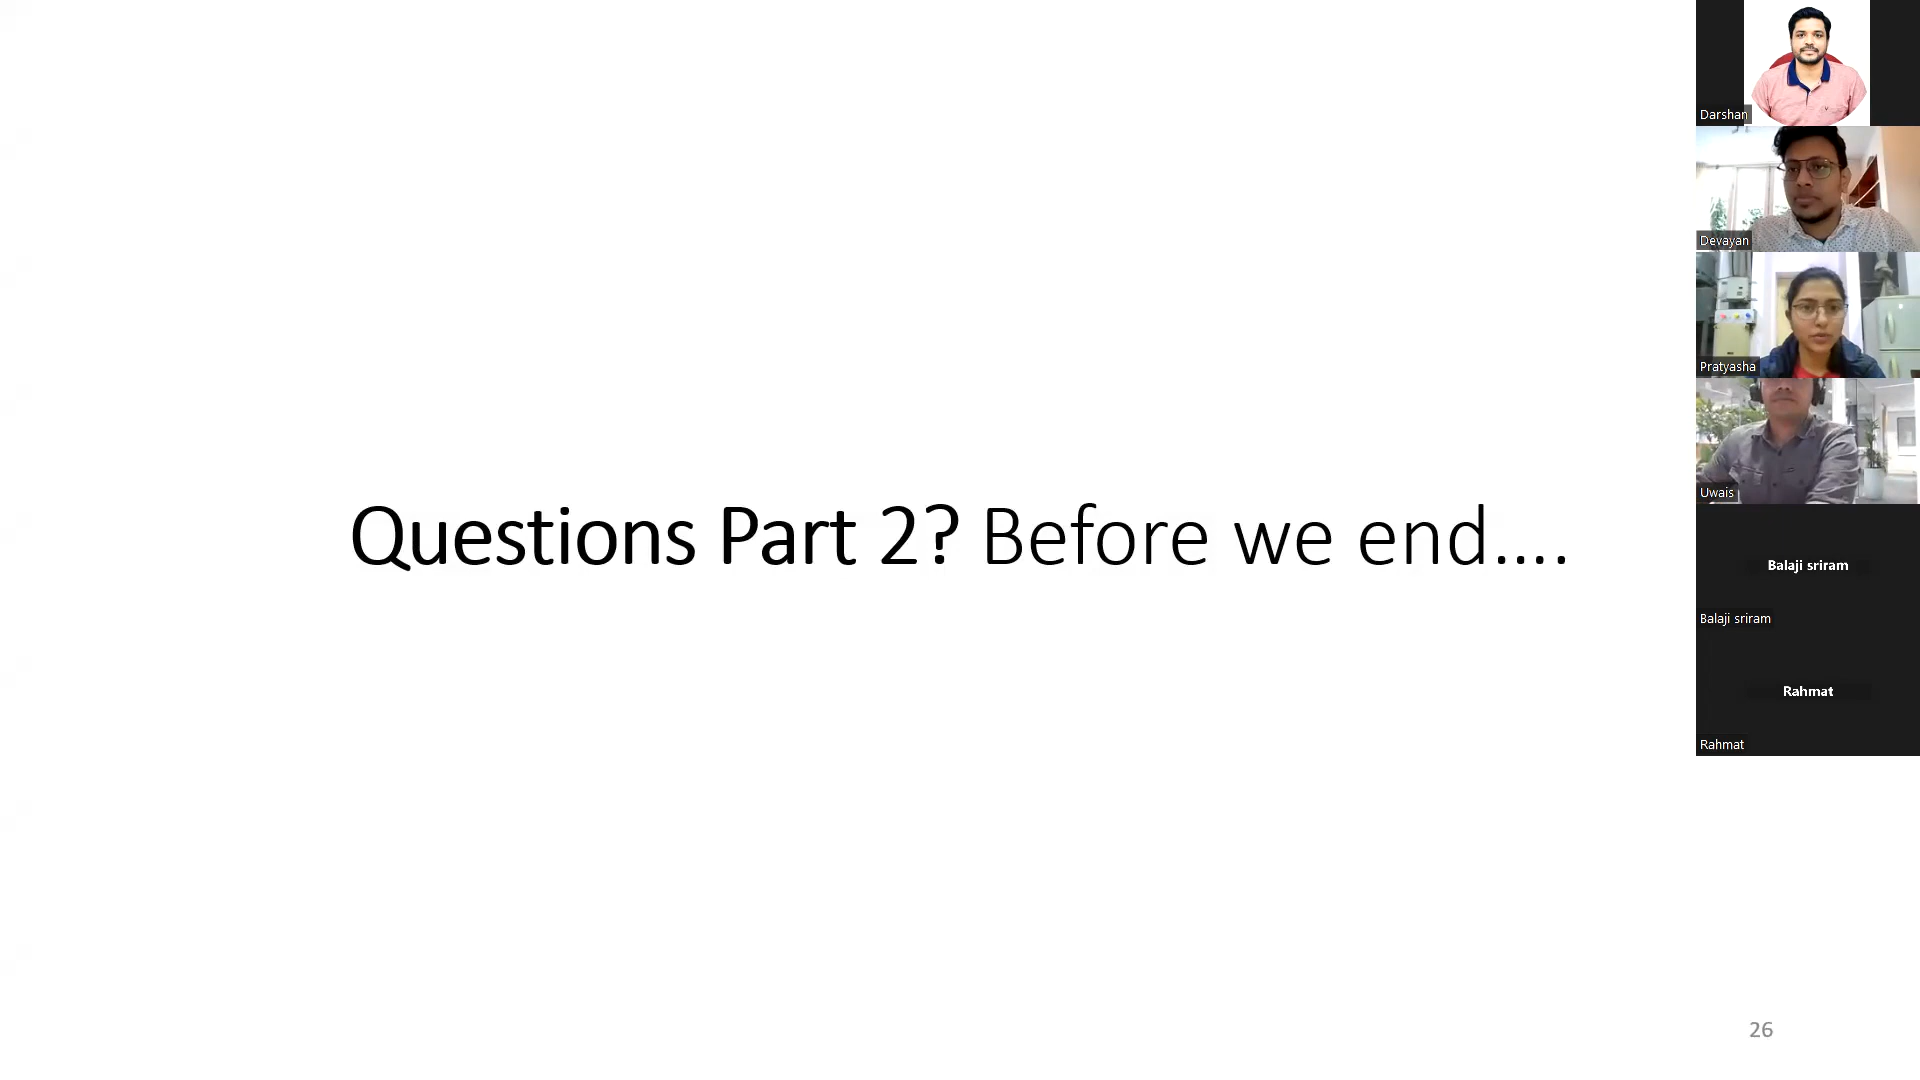 Darshan
Devayan
Pratyasha
Uwais
Questions Part 2? Before we end....
Balaji sriram
Balaji sriram
Rahmat
Rahmat
26